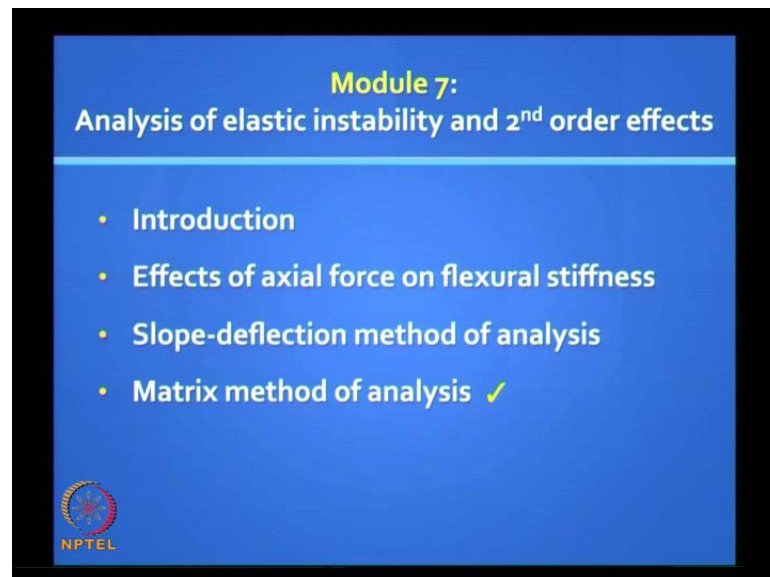 Module 7:
Analysis of elastic instability and 2nd order effects
• Introduction
• Effects of axial force on flexural stiffness
• Slope-deflection method of analysis
• Matrix method of analysis ✓
NPTEL